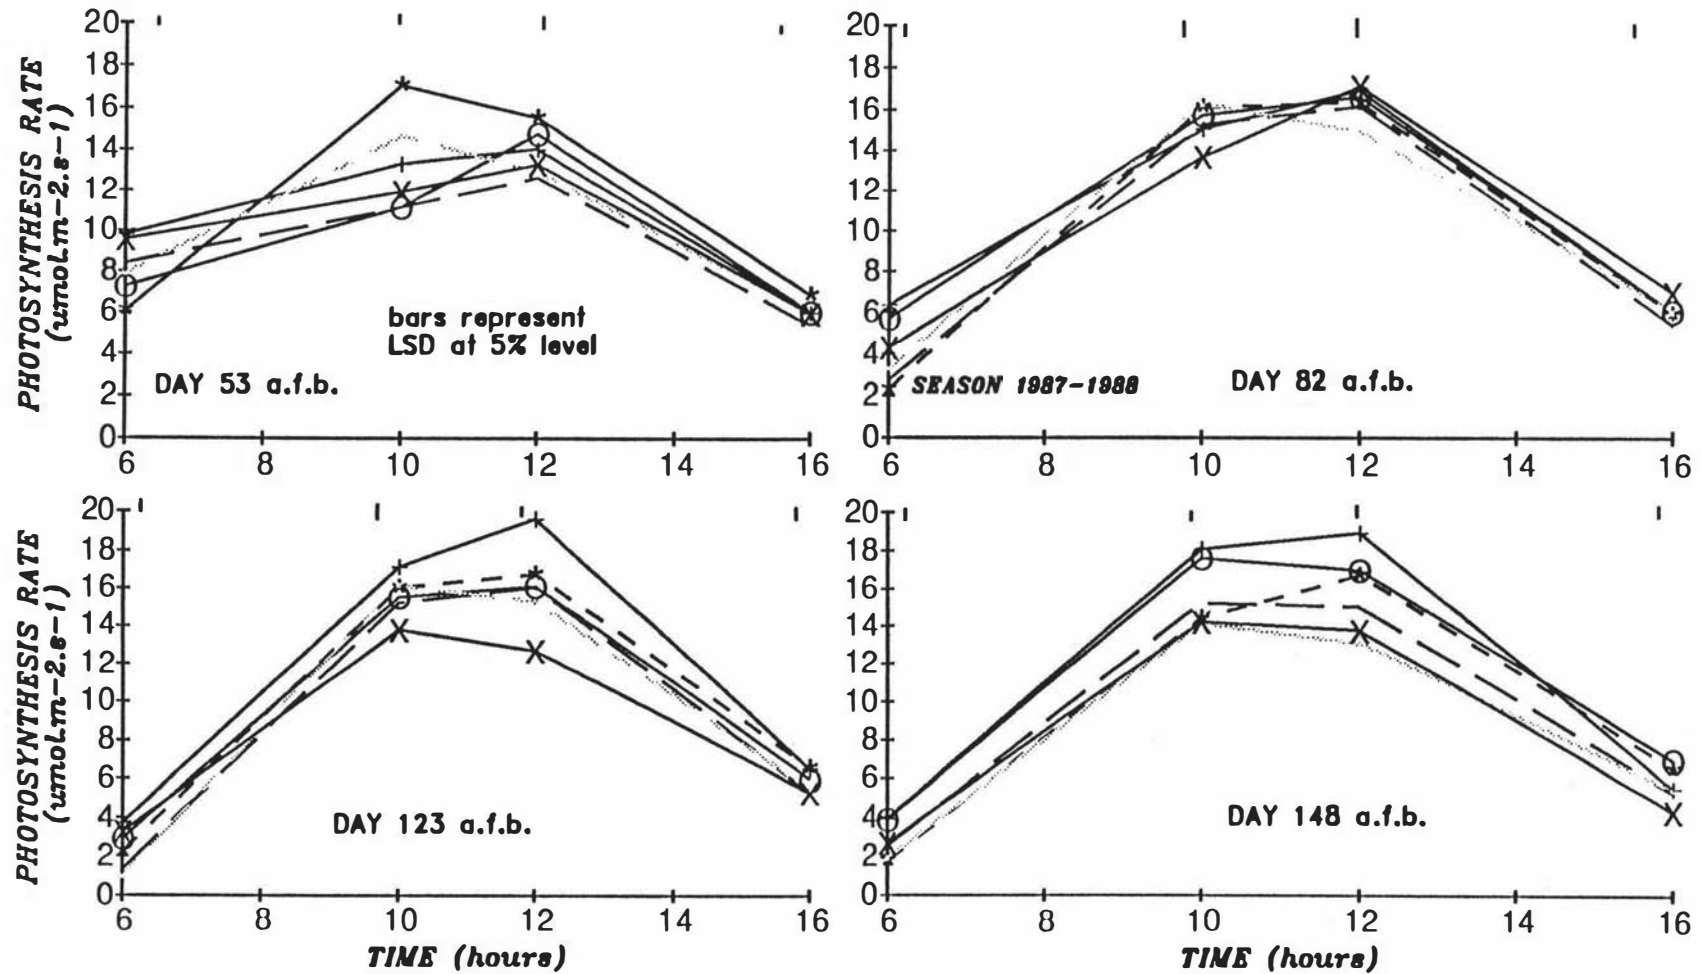 PHOTOSYNTHESIS RATE
(umolm-2.s-1)
20
18
16
14
12
10
8
6
4
2
0
bars represent
LSD at 5% level
DAY 53 a.f.b.
6 8 10 12 14 16
20
18
16
14
12
10
8
6
4
2
0
SEASON 1987-1988 DAY 82 a.f.b.
6 8 10 12 14 16
PHOTOSYNTHESIS RATE
(umolm-2.s-1)
20
18
16
14
12
10
8
6
4
2
0
DAY 123 a.f.b.
6 8 10 12 14 16
TIME (hours)
20
18
16
14
12
10
8
6
4
2
0
DAY 148 a.f.b.
6 8 10 12 14 16
TIME (hours)